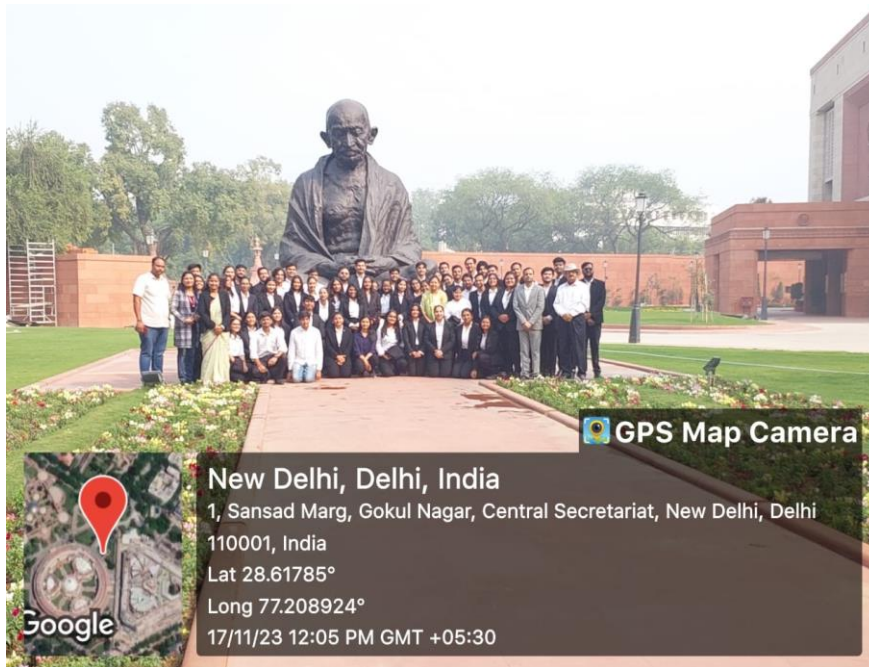 GPS Map Camera
New Delhi, Delhi, India
1, Sansad Marg, Gokul Nagar, Central Secretariat, New Delhi, Delhi
110001, India
Lat 28.61785°
Long 77.208924°
17/11/23 12:05 PM GMT +05:30
Google